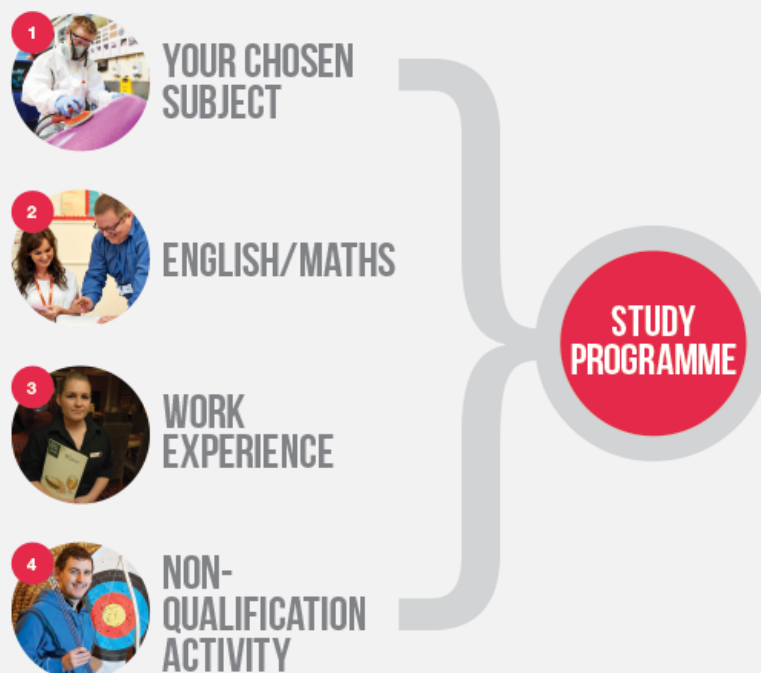 1
YOUR CHOSEN
SUBJECT
2
ENGLISH/MATHS
3
WORK
EXPERIENCE
4
NON-
QUALIFICATION
ACTIVITY
STUDY
PROGRAMME